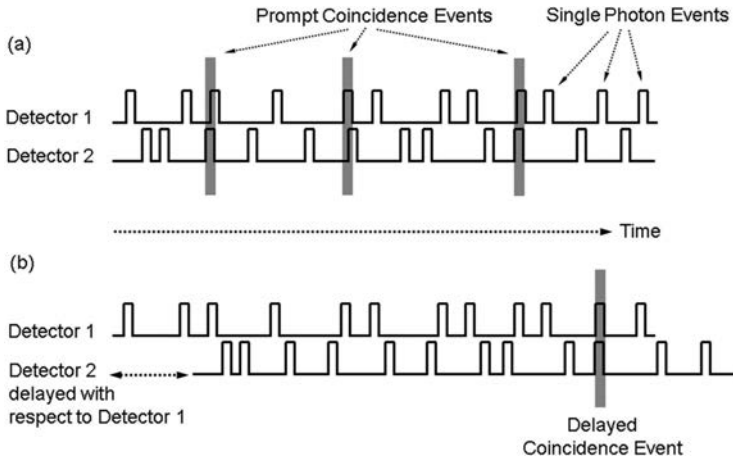 Prompt Coincidence Events
Single Photon Events
(a)
Detector 1
Detector 2
Time
(b)
Detector 1
Detector 2
delayed with
respect to Detector 1
Delayed
Coincidence Event